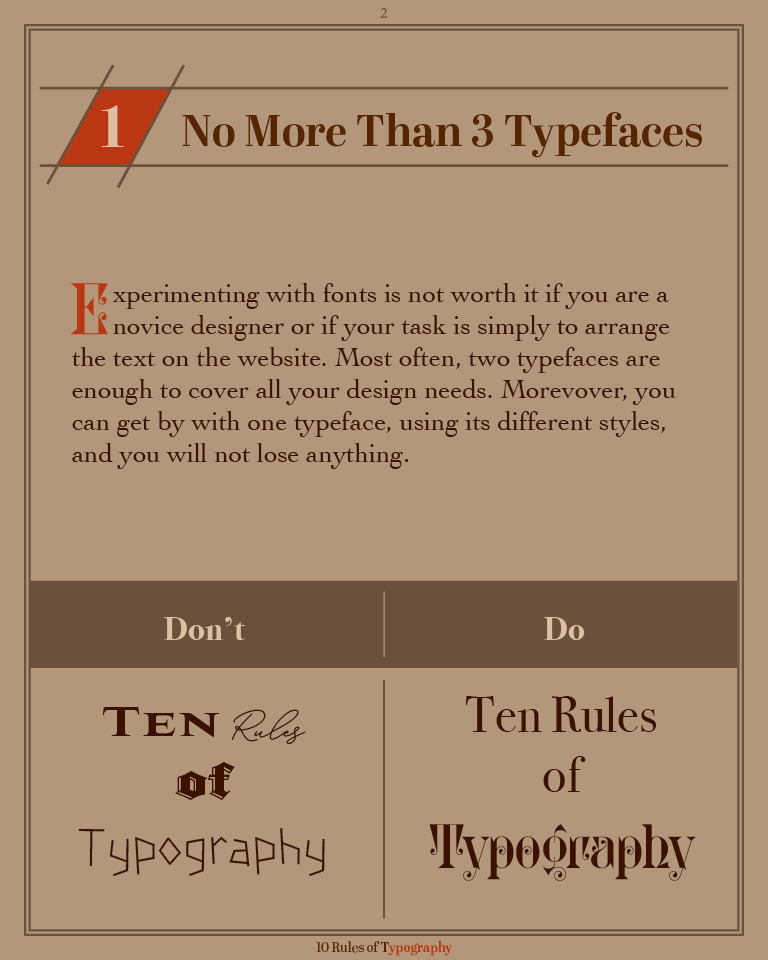 2
1 No More Than 3 Typefaces
Experimenting with fonts is not worth it if you are a
novice designer or if your task is simply to arrange
the text on the website. Most often, two typefaces are
enough to cover all your design needs. Morevover, you
can get by with one typeface, using its different styles,
and you will not lose anything.
Don't
Ten Rules
of
Typography
Do
Ten Rules
of
Typography
10 Rules of Typography